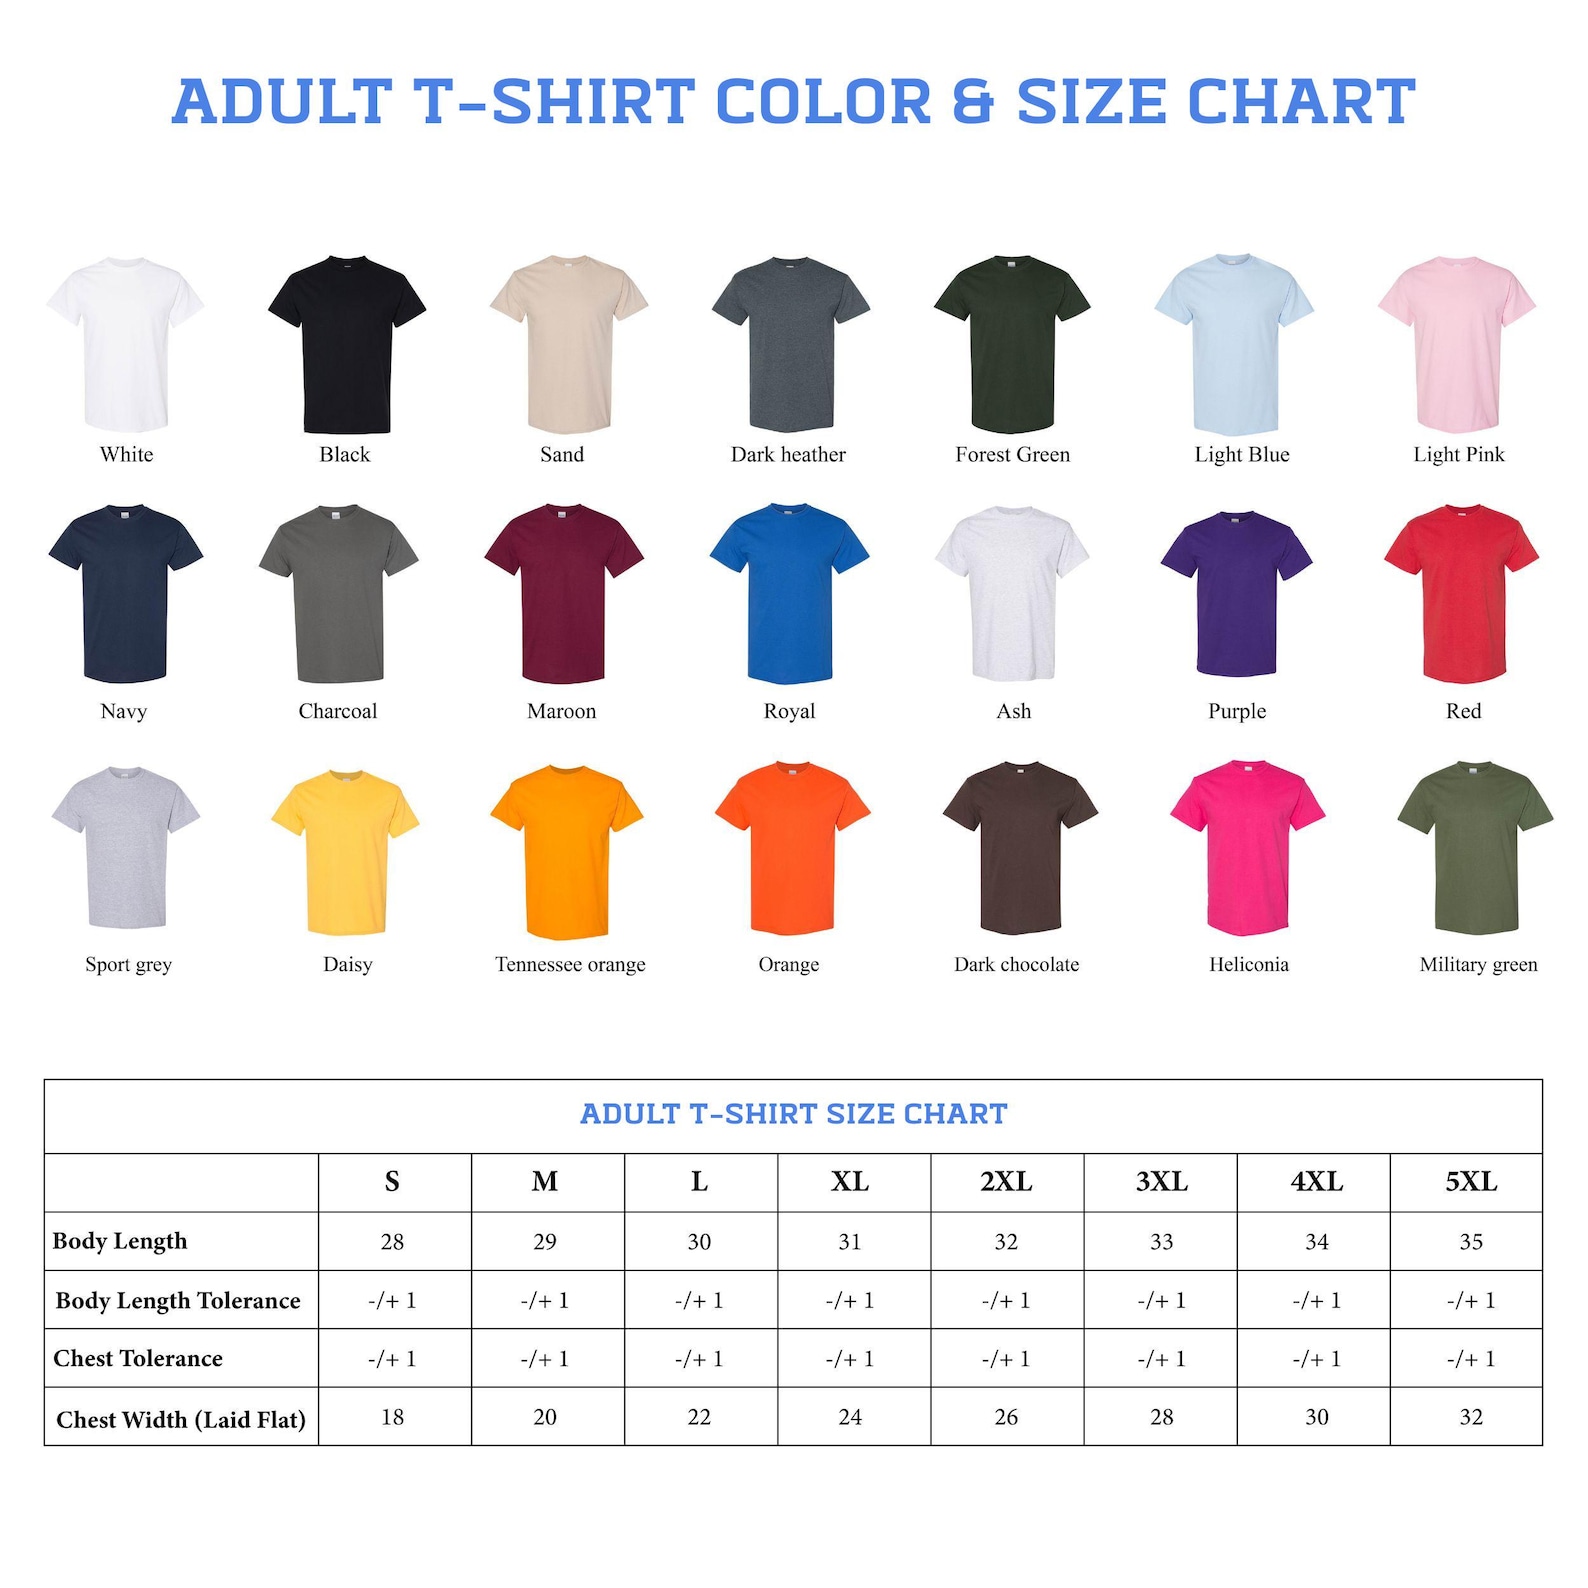 ADULT T-SHIRT COLOR & SIZE CHART
White Black Sand Dark heather Forest Green Light Blue Light Pink
Navy Charcoal Maroon Royal Ash Purple Red
Sport grey Daisy Tennessee orange Orange Dark chocolate Heliconia Military green
ADULT T-SHIRT SIZE CHART
S M L XL 2XL 3XL 4XL 5XL
Body Length 28 29 30 31 32 33 34 35
Body Length Tolerance -/+ 1 -/+ 1 -/+ 1 -/+ 1 -/+ 1 -/+ 1 -/+ 1 -/+ 1
Chest Tolerance -/+ 1 -/+ 1 -/+ 1 -/+ 1 -/+ 1 -/+ 1 -/+ 1 -/+ 1
Chest Width (Laid Flat) 18 20 22 24 26 28 30 32